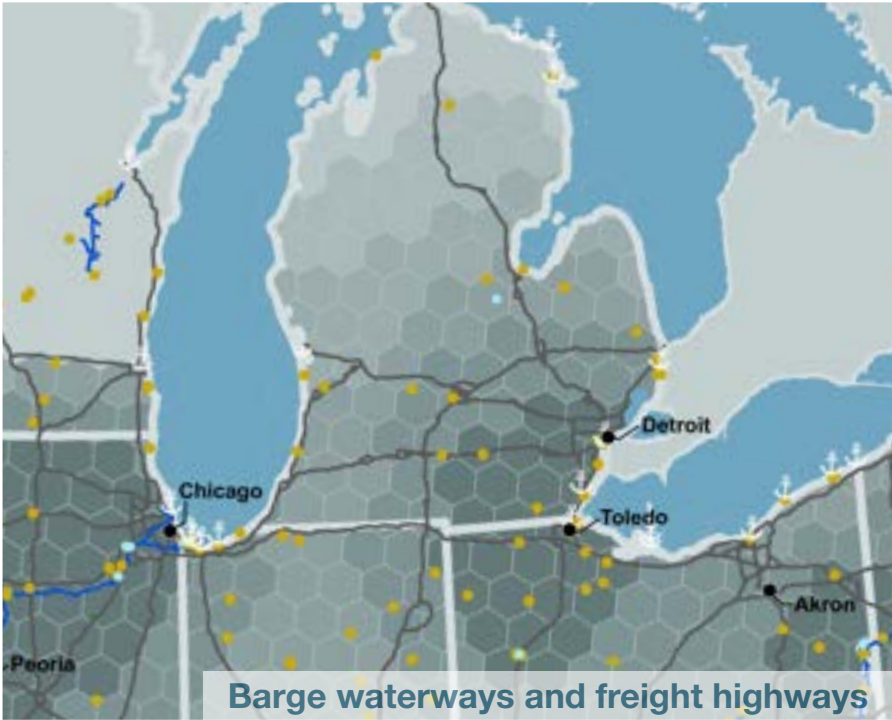 Detroit
Chicago
Toledo
Akron
Peoria
Barge waterways and freight highways